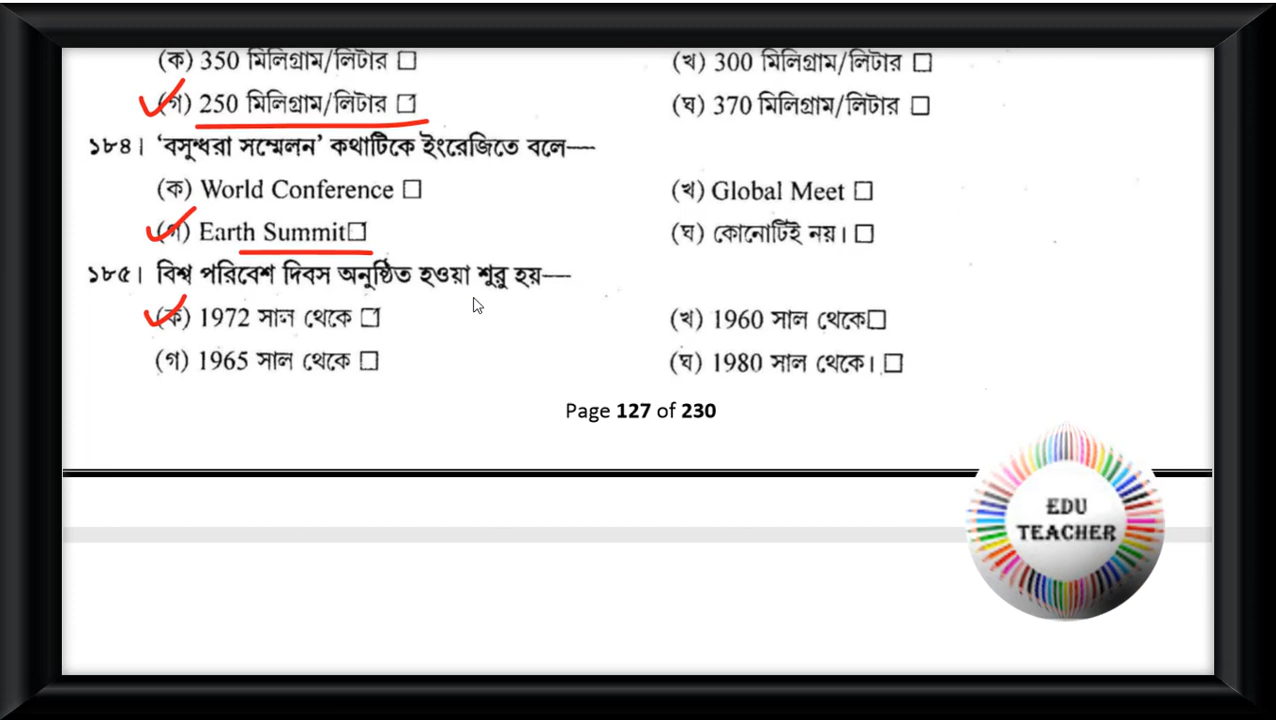 (ক) 350 মিলিগ্রাম/লিটার □ (খ) 300 মিলিগ্রাম/লিটার □
(গ) 250 মিলিগ্রাম/লিটার □ (ঘ) 370 মিলিগ্রাম/লিটার □
১৮৪। ‘বসুন্ধরা সম্মেলন’ কথাটিকে ইংরেজিতে বলে—
(ক) World Conference □ (খ) Global Meet □
(গ) Earth Summit□ (ঘ) কোনোটিই নয়। □
১৮৫। বিশ্ব পরিবেশ দিবস অনুষ্ঠিত হওয়া শুরু হয়—
(ক) 1972 সাল থেকে □ (খ) 1960 সাল থেকে□
(গ) 1965 সাল থেকে □ (ঘ) 1980 সাল থেকে। □
Page 127 of 230
EDU
TEACHER